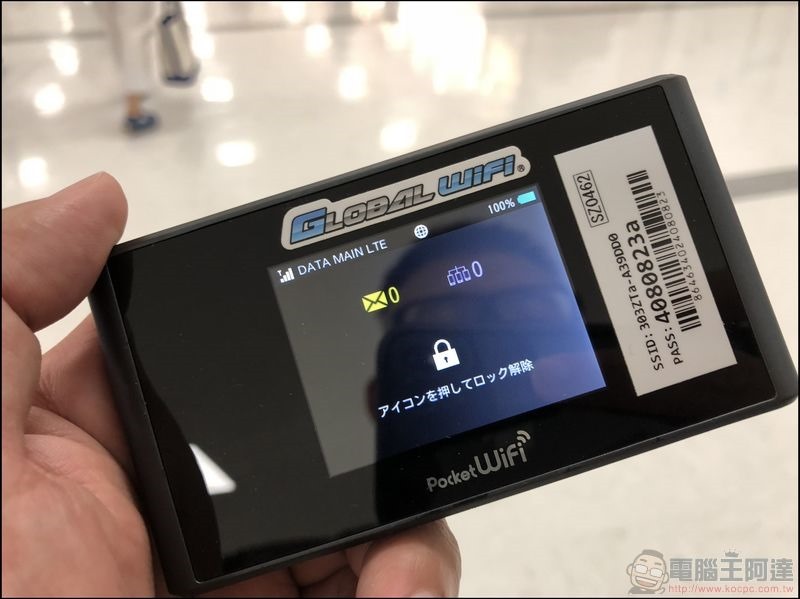 GLOBAL WiFi®
100%
DATA MAIN LTE
0
0
アイコンを押してロック解除
Pocket WiFi
SZ0462
SSID:303ZTa-A39DD0
PASS:4080823a
864634024080823
電腦王阿達
http://www.kocpc.com.tw